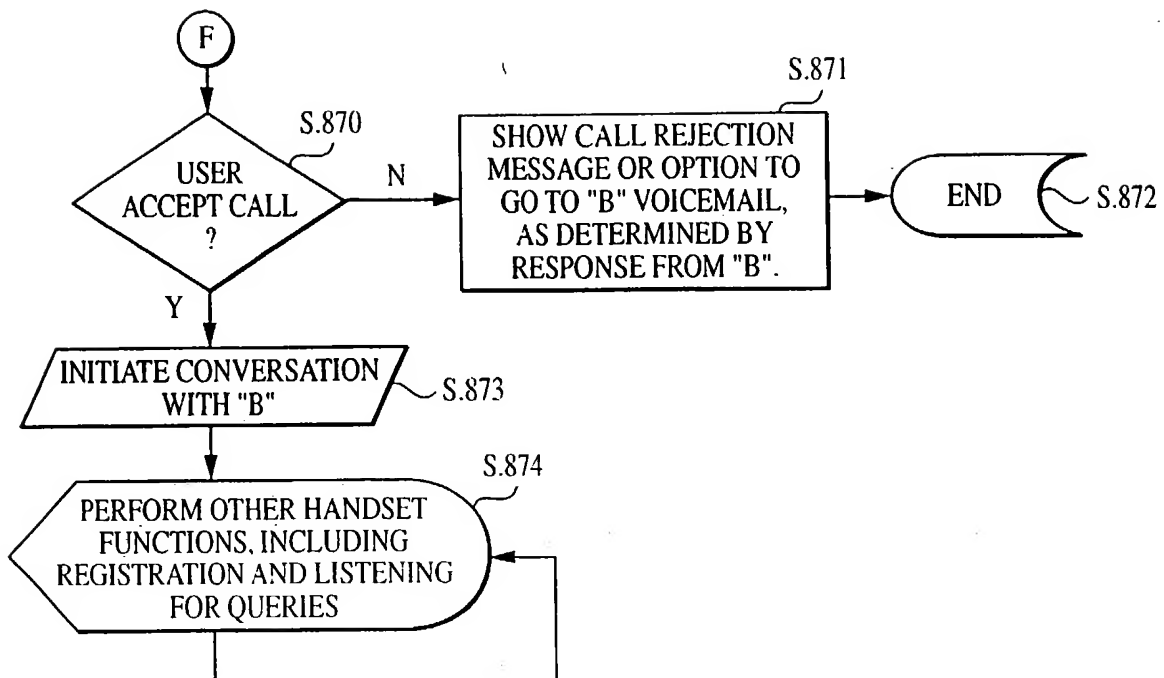 F
S.870
USER
ACCEPT CALL
?
N
S.871
SHOW CALL REJECTION
MESSAGE OR OPTION TO
GO TO "B" VOICEMAIL,
AS DETERMINED BY
RESPONSE FROM "B".
END
S.872
Y
INITIATE CONVERSATION
WITH "B"
S.873
S.874
PERFORM OTHER HANDSET
FUNCTIONS, INCLUDING
REGISTRATION AND LISTENING
FOR QUERIES